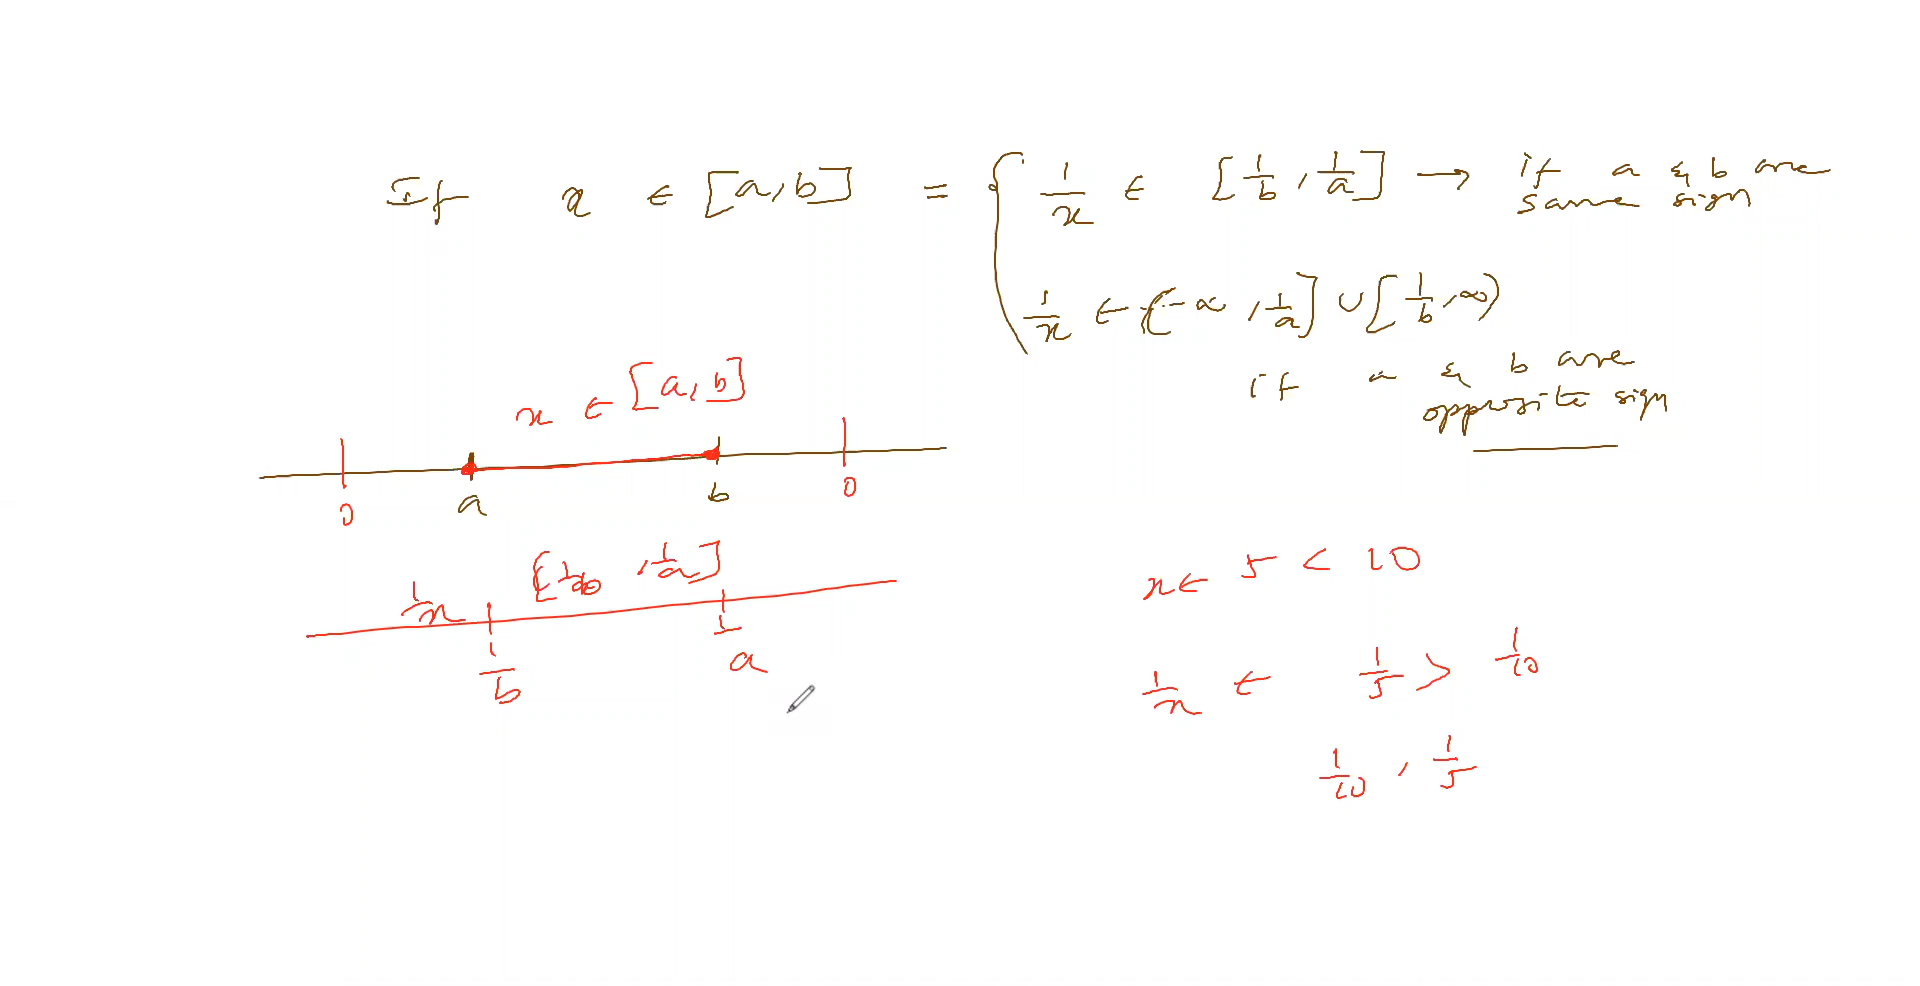 If x ∈ [a, b] = { 1/x ∈ [1/b, 1/a] → if a & b are same sign
1/x ∈ (-∞, 1/a] ∪ [1/b, ∞)
if a & b are
opposite sign
x ∈ [a, b]
0 a b 0
1/x [1/b, 1/a]
1/b 1/a
x ∈ 5 < 10
1/x ∈ 1/5 > 1/10
1/10 , 1/5